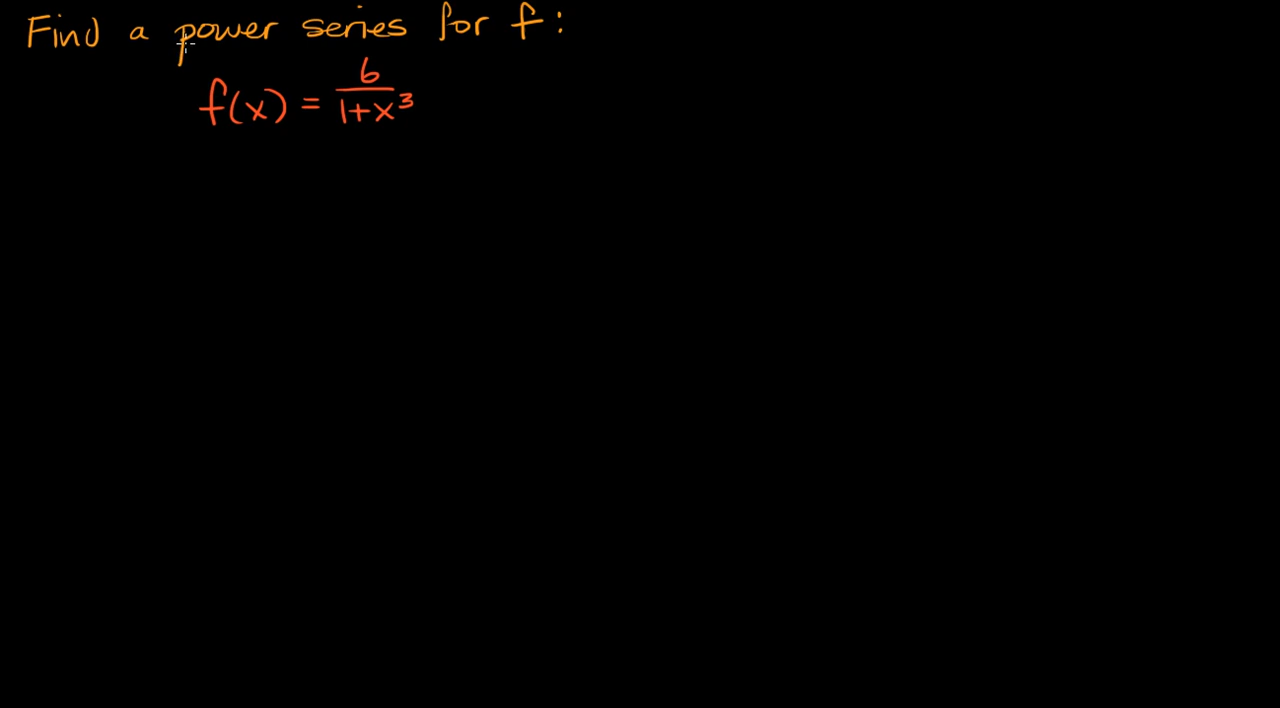 Find a power series for f:
f(x) = 6/(1+x³)